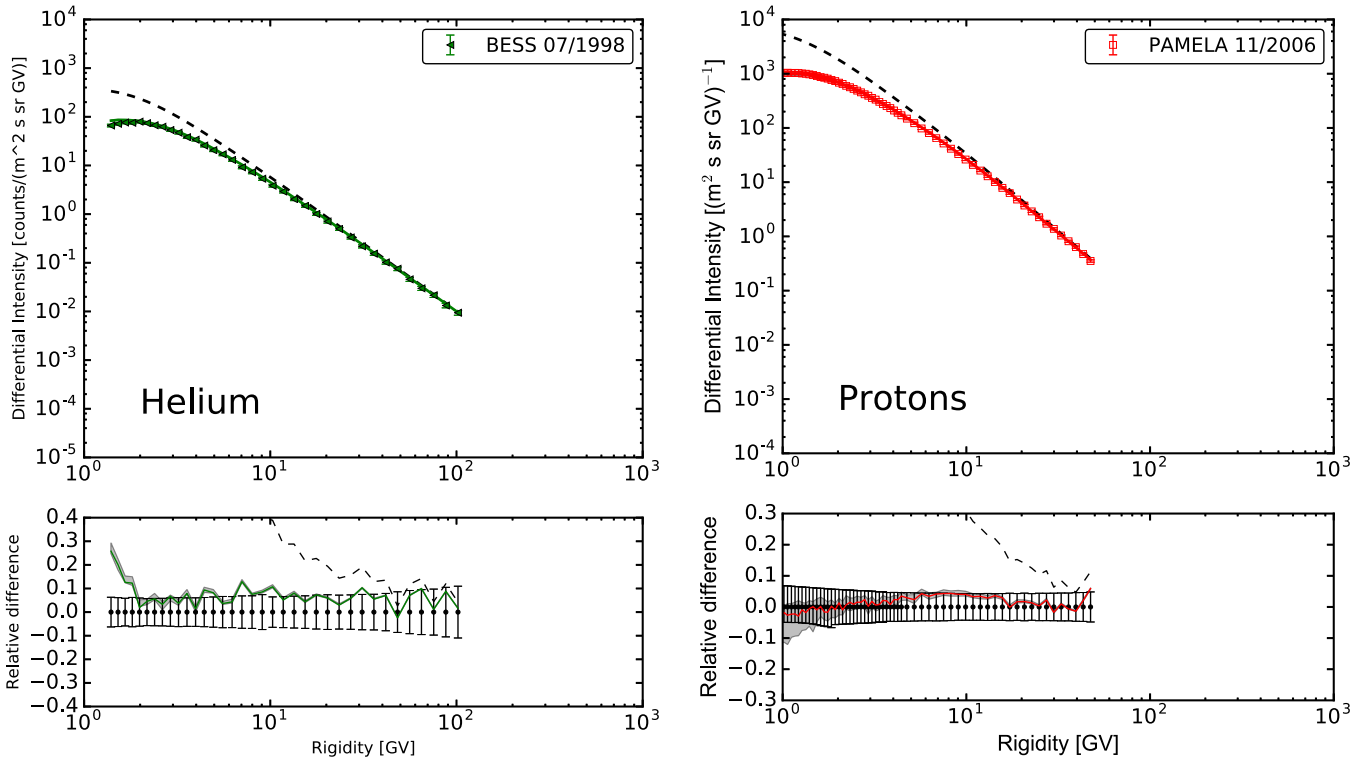 BESS 07/1998
Differential Intensity [counts/(m^2 s sr GV)]
10^4
10^3
10^2
10^1
10^0
10^-1
10^-2
10^-3
10^-4
10^-5
Helium
10^0 10^1 10^2 10^3
Relative difference
0.4
0.3
0.2
0.1
0.0
−0.1
−0.2
−0.3
−0.4
10^0 10^1 10^2 10^3
Rigidity [GV]
PAMELA 11/2006
Differential Intensity [(m² s sr GV)⁻¹]
10^4
10^3
10^2
10^1
10^0
10^-1
10^-2
10^-3
10^-4
Protons
10^0 10^1 10^2 10^3
Relative difference
0.3
0.2
0.1
0.0
−0.1
−0.2
−0.3
10^0 10^1 10^2 10^3
Rigidity [GV]